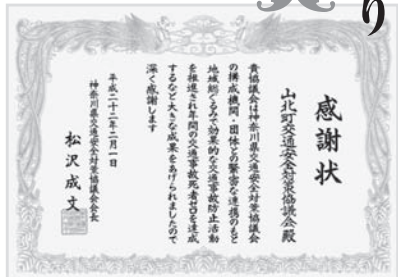 り
感謝状
山北町交通安全対策協議会殿
貴協議会は神奈川県交通安全対策協議会
の構成機関・団体との緊密な連携のもと
地域総ぐるみで効果的な交通事故防止活動
を推進され年間の交通事故死者ゼロを達成
するなど大きな成果をあげられましたので
深く感謝します
平成二十二年二月一日
神奈川県交通安全対策協議会会長
松沢成文